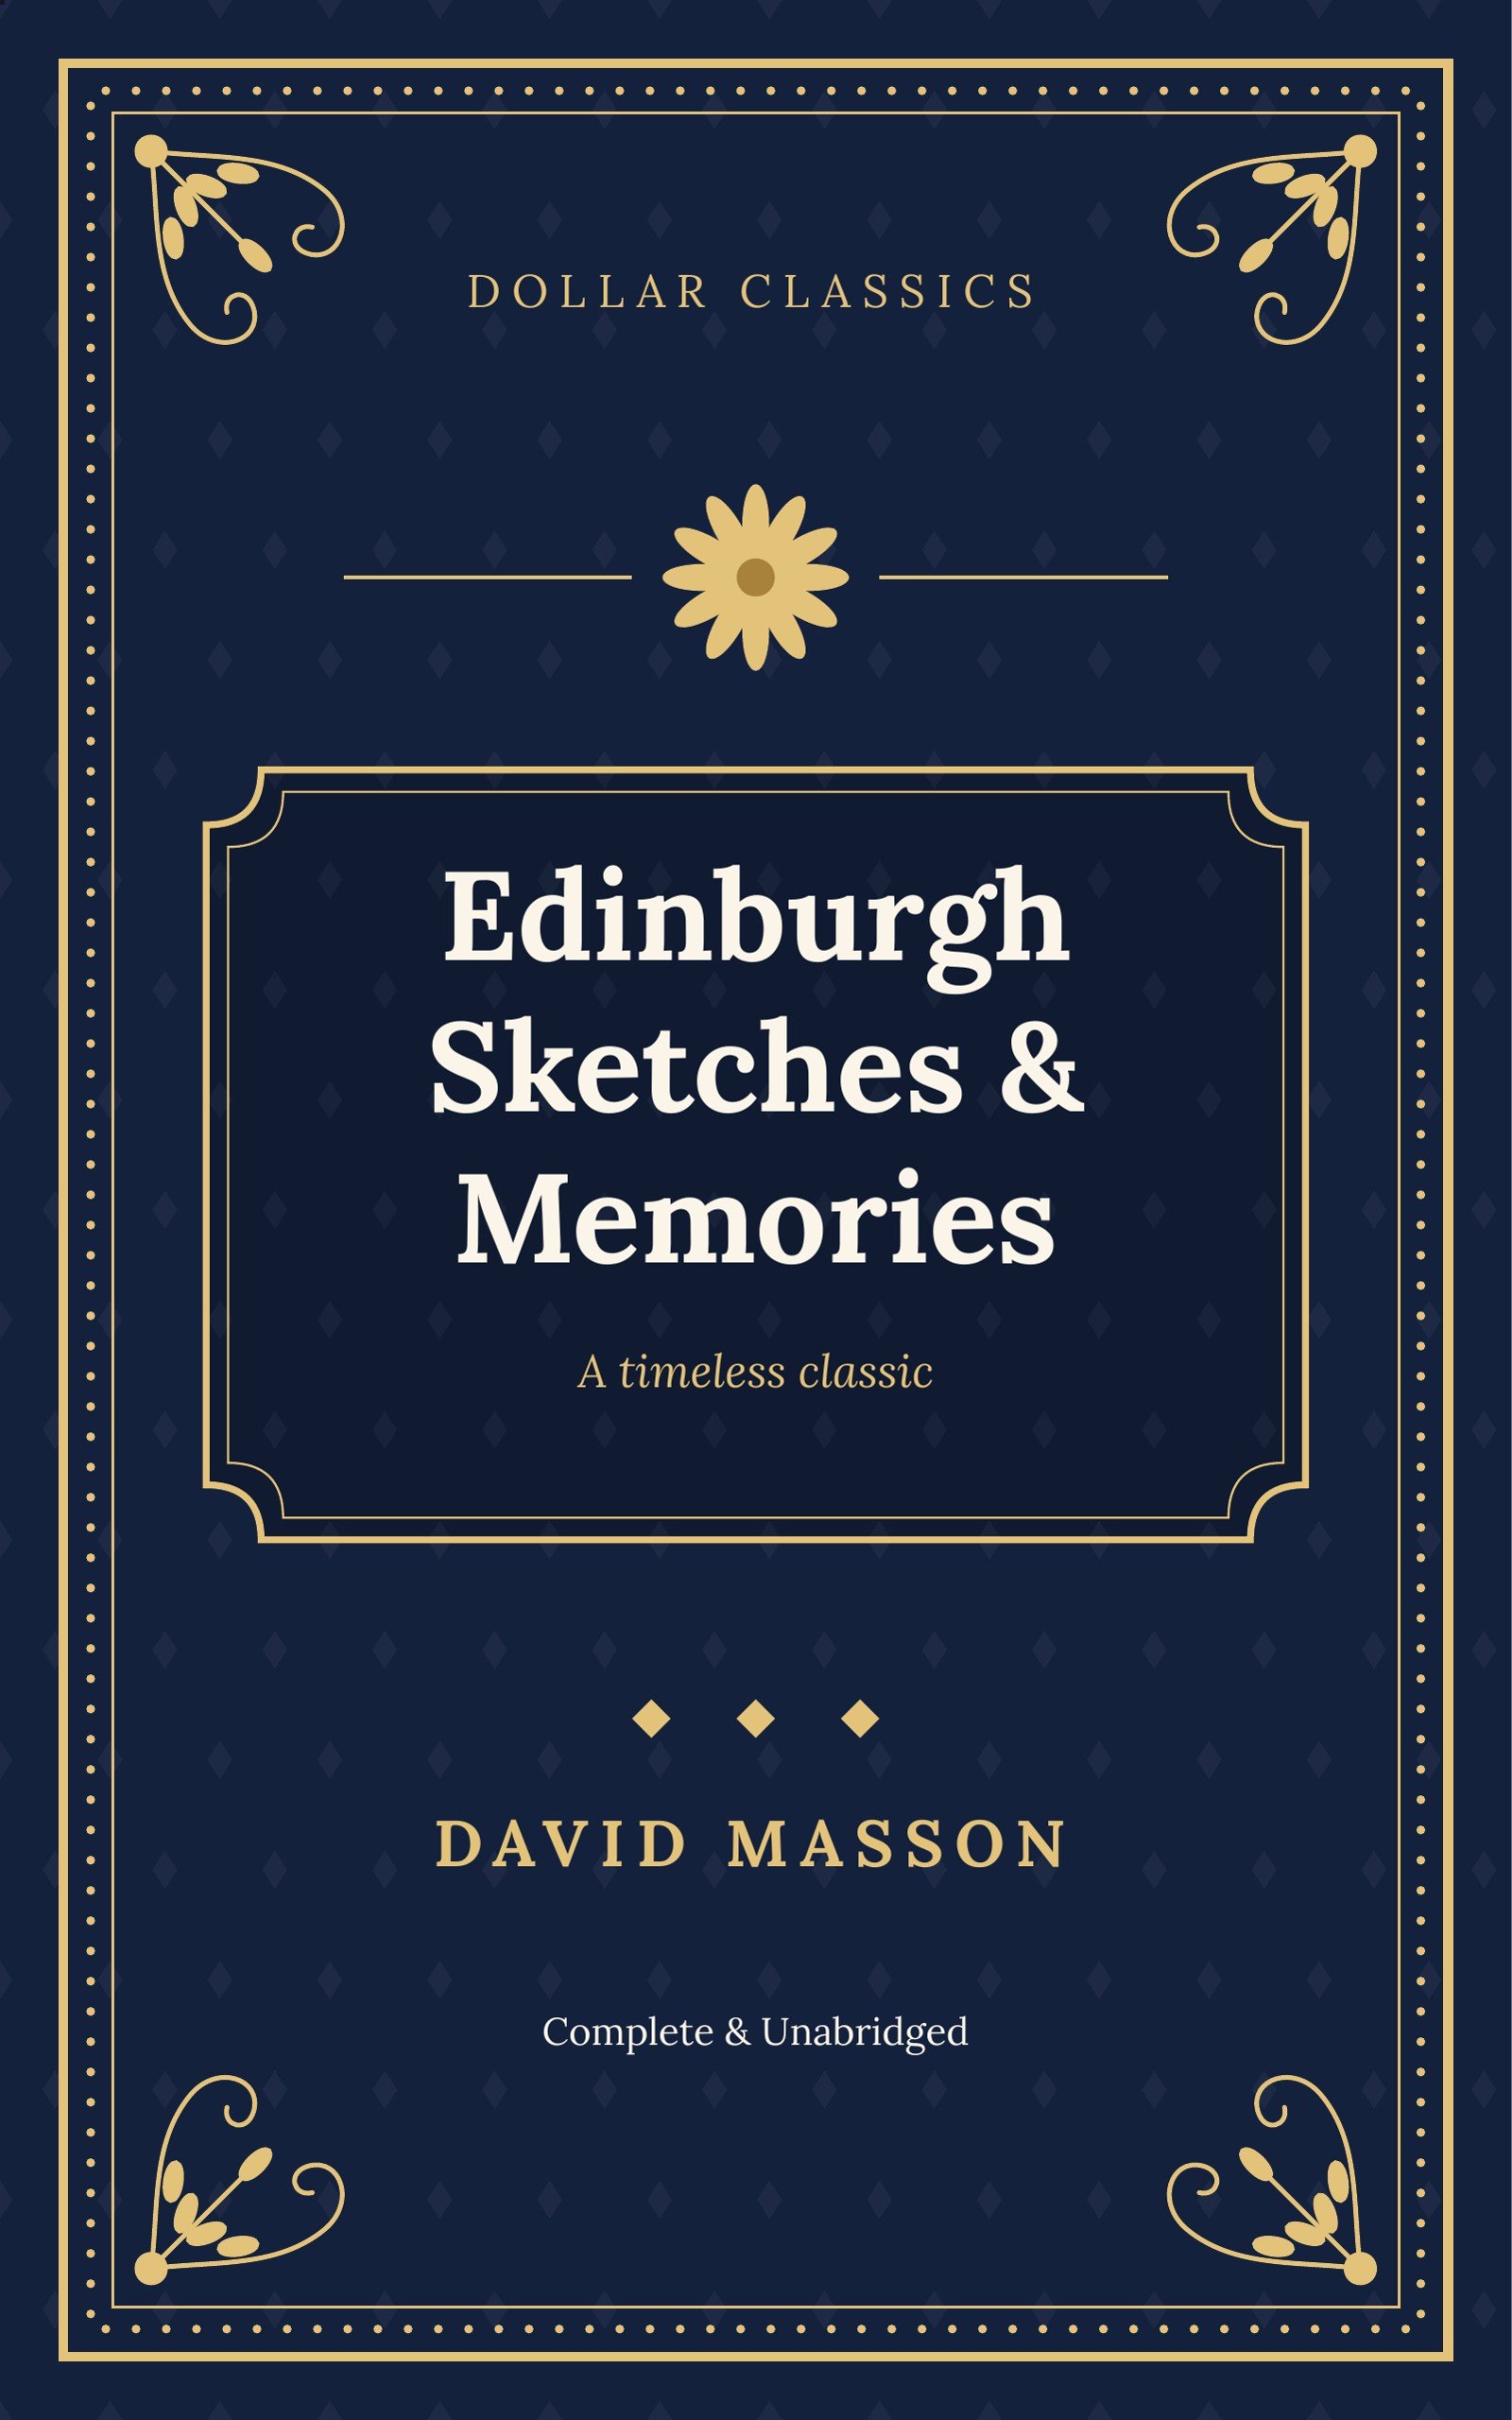 DOLLAR CLASSICS
Edinburgh
Sketches &
Memories
A timeless classic
DAVID MASSON
Complete & Unabridged